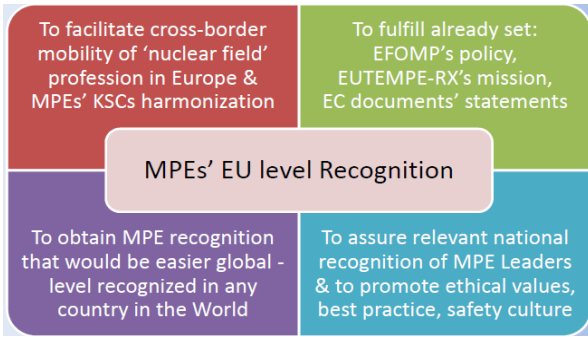 To facilitate cross-border
mobility of ‘nuclear field’
profession in Europe &
MPEs’ KSCs harmonization
To fulfill already set:
EFOMP’s policy,
EUTEMPE-RX’s mission,
EC documents’ statements
MPEs’ EU level Recognition
To obtain MPE recognition
that would be easier global -
level recognized in any
country in the World
To assure relevant national
recognition of MPE Leaders
& to promote ethical values,
best practice, safety culture